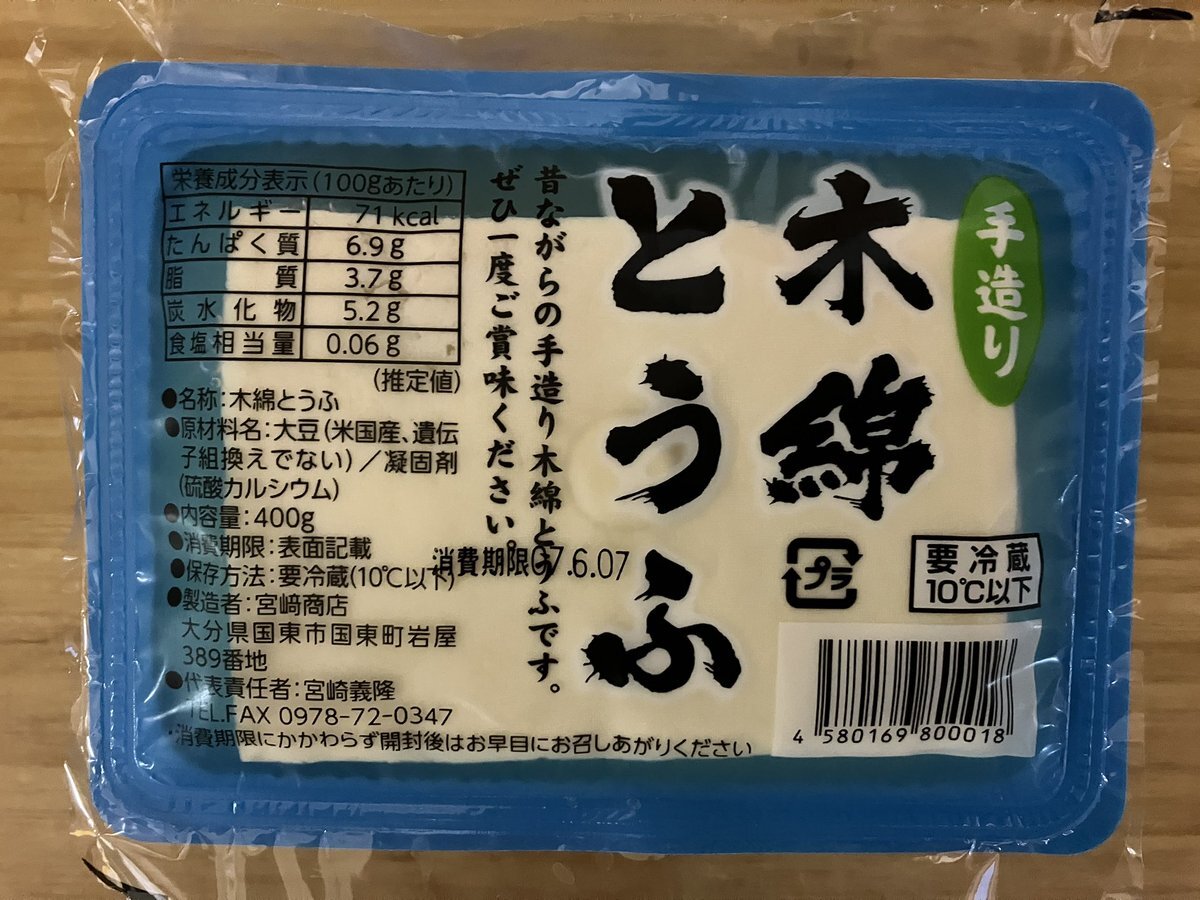 手造り
木綿
とうふ
昔ながらの手造り木綿とうふです。
ぜひ一度ご賞味ください。
栄養成分表示(100gあたり)
エネルギー 71kcal
たんぱく質 6.9g
脂質 3.7g
炭水化物 5.2g
食塩相当量 0.06g
(推定値)
●名称:木綿とうふ
●原材料名:大豆(米国産、遺伝
子組換えでない)/凝固剤
(硫酸カルシウム)
●内容量:400g
●消費期限:表面記載
●保存方法:要冷蔵(10℃以下)
●製造者:宮﨑商店
大分県国東市国東町岩屋
389番地
●代表責任者:宮崎義隆
TEL.FAX 0978-72-0347
*消費期限にかかわらず開封後はお早目にお召しあがりください
消費期限07.6.07
プラ
要冷蔵
10℃以下
4 580169 800018